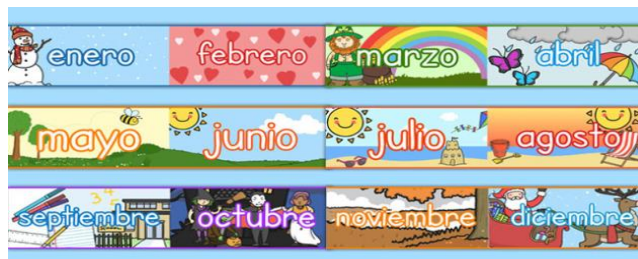 enero febrero marzo abril
mayo junio julio agosto
septiembre octubre noviembre diciembre